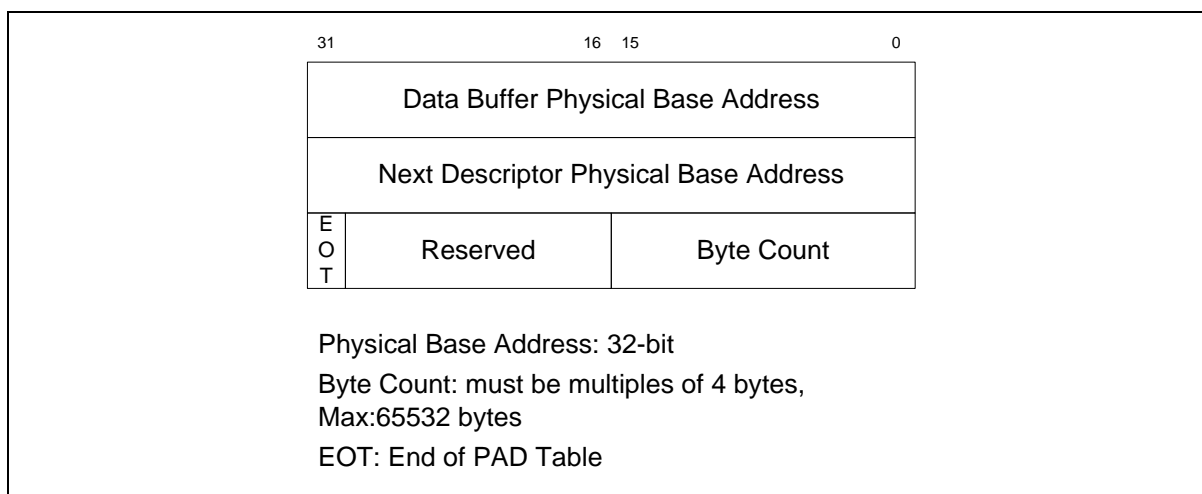 31 16 15 0
Data Buffer Physical Base Address
Next Descriptor Physical Base Address
E
O
T
Reserved
Byte Count
Physical Base Address: 32-bit
Byte Count: must be multiples of 4 bytes,
Max:65532 bytes
EOT: End of PAD Table